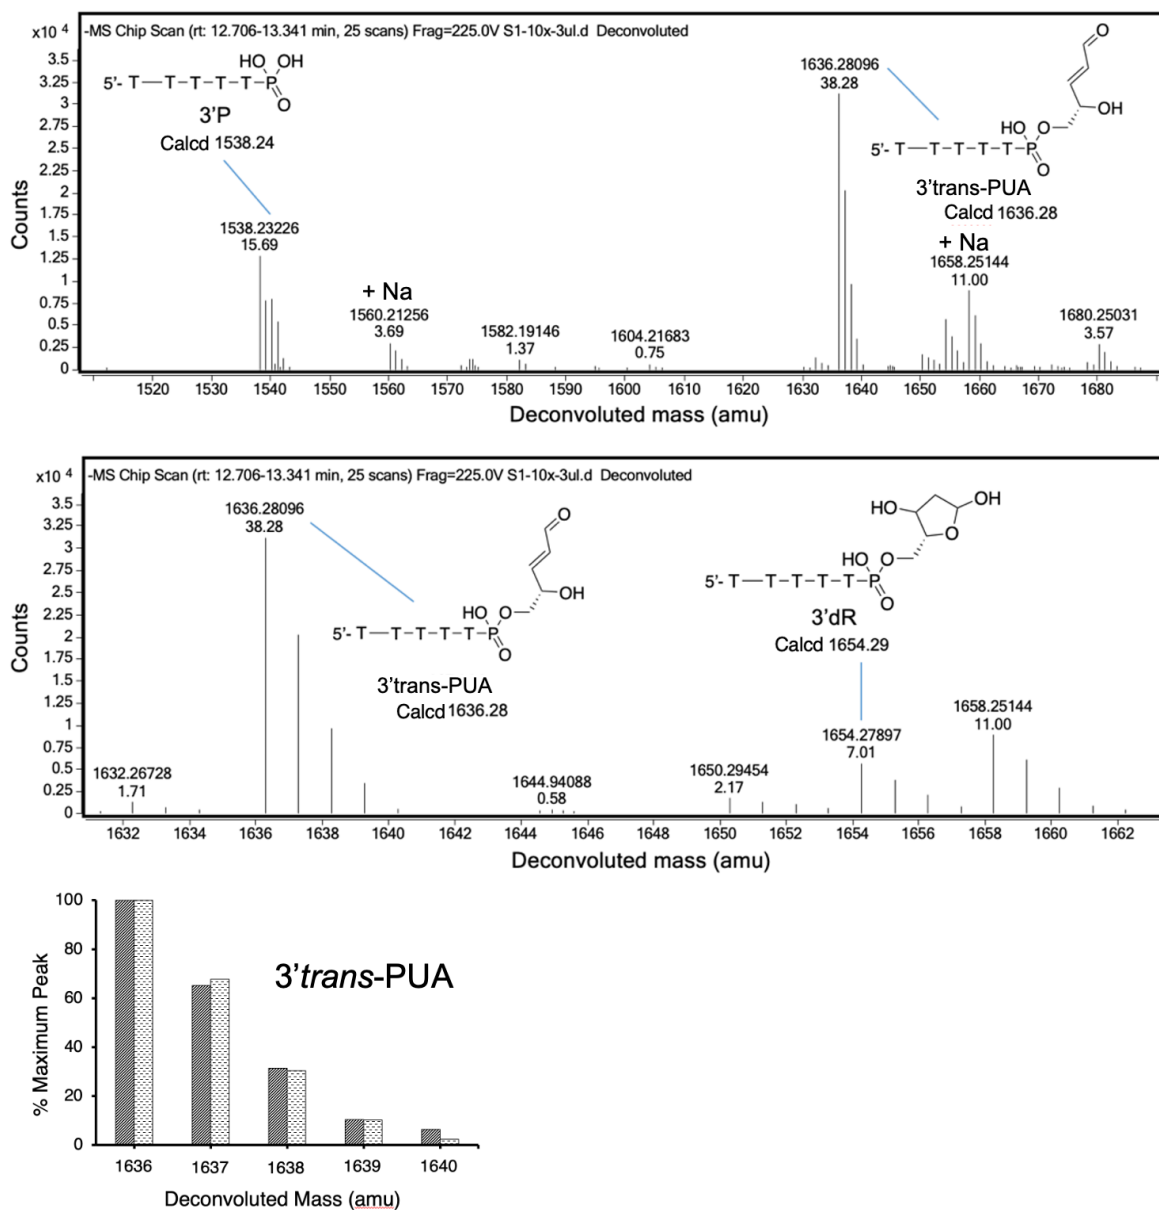 x10 4 -MS Chip Scan (rt: 12.706-13.341 min, 25 scans) Frag=225.0V S1-10x-3ul.d Deconvoluted
Counts
3.5
3.25
3
2.75
2.5
2.25
2
1.75
1.5
1.25
1
0.75
0.5
0.25
0
HO OH
5'- T—T-T-T-T-P
O
3'P
Calcd 1538.24
1538.23226
15.69
+ Na
1560.21256
3.69
1582.19146
1.37
1604.21683
0.75
1636.28096
38.28
O
OH
HO O
5'- T—T-T-T-T-P
O
3'trans-PUA
Calcd 1636.28
+ Na
1658.25144
11.00
1680.25031
3.57
1520 1530 1540 1550 1560 1570 1580 1590 1600 1610 1620 1630 1640 1650 1660 1670 1680
Deconvoluted mass (amu)
x10 4 -MS Chip Scan (rt: 12.706-13.341 min, 25 scans) Frag=225.0V S1-10x-3ul.d Deconvoluted
Counts
3.5
3.25
3
2.75
2.5
2.25
2
1.75
1.5
1.25
1
0.75
0.5
0.25
0
1632.26728
1.71
1636.28096
38.28
O
OH
HO O
5'- T—T-T-T-T-P
O
3'trans-PUA
Calcd 1636.28
1644.94088
0.58
1650.29454
2.17
HO OH
O
HO O
5'- T—T-T-T-T-P
O
3'dR
Calcd 1654.29
1654.27897
7.01
1658.25144
11.00
1632 1634 1636 1638 1640 1642 1644 1646 1648 1650 1652 1654 1656 1658 1660 1662
Deconvoluted mass (amu)
% Maximum Peak
100
80
60
40
20
0
3'trans-PUA
1636 1637 1638 1639 1640
Deconvoluted Mass (amu)